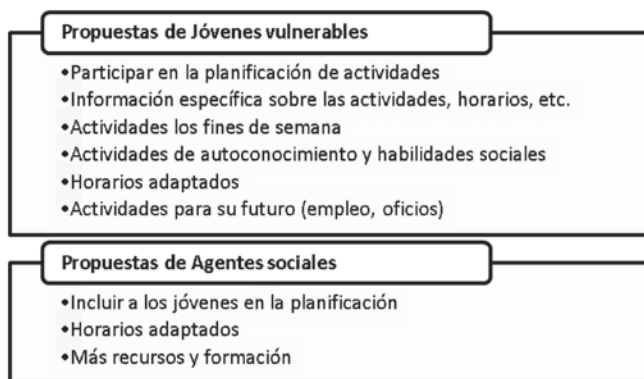 Propuestas de Jóvenes vulnerables
•Participar en la planificación de actividades
•Información específica sobre las actividades, horarios, etc.
•Actividades los fines de semana
•Actividades de autoconocimiento y habilidades sociales
•Horarios adaptados
•Actividades para su futuro (empleo, oficios)
Propuestas de Agentes sociales
•Incluir a los jóvenes en la planificación
•Horarios adaptados
•Más recursos y formación